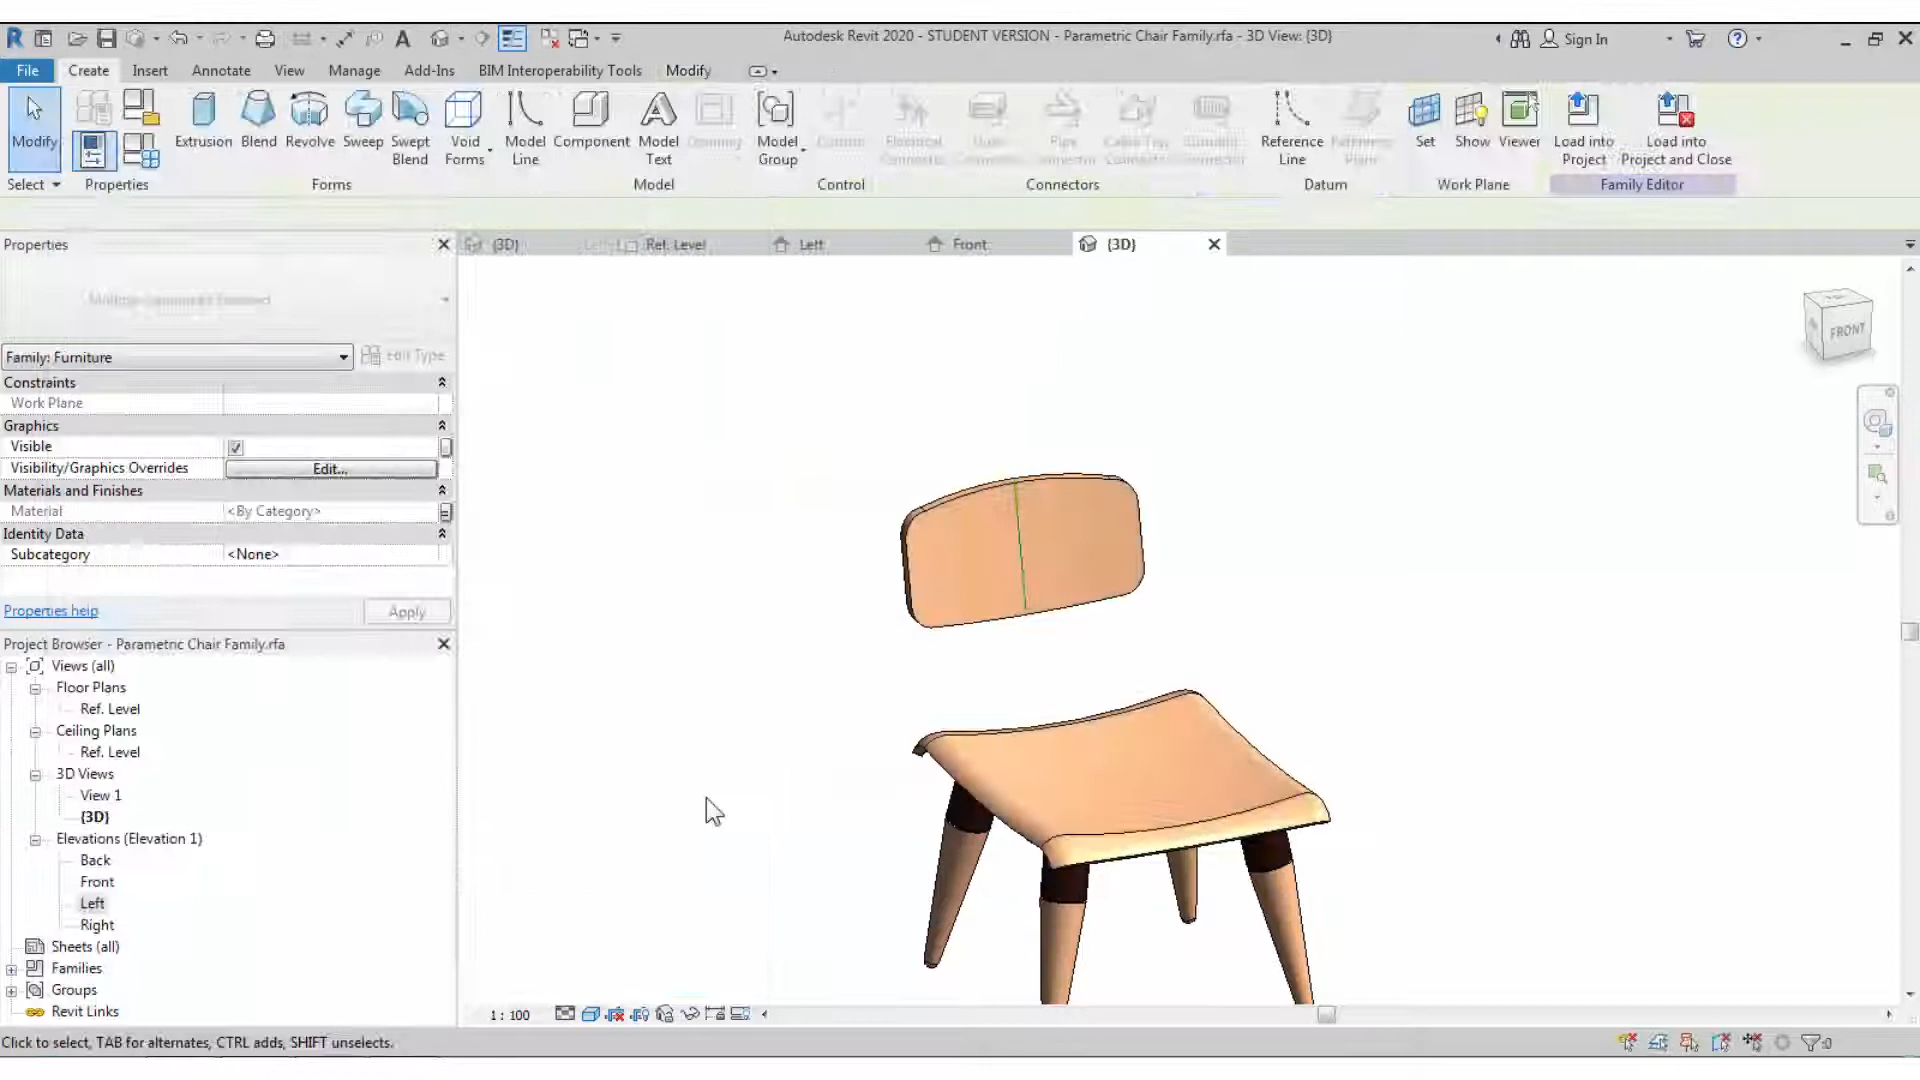 Autodesk Revit 2020 - STUDENT VERSION - Parametric Chair Family.rfa - 3D View: {3D}
Sign In
File Create Insert Annotate View Manage Add-Ins BIM Interoperability Tools Modify
Modify
Extrusion Blend Revolve Sweep Swept Blend Void Forms
Model Line Component Model Text Model Group
Reference Line
Set Show Viewer
Load into Project
Load into Project and Close
Select Properties Forms Model Control Connectors Datum Work Plane Family Editor
Properties
{3D} Ref. Level Left Front {3D}
FRONT
Family: Furniture Edit Type
Constraints
Work Plane
Graphics
Visible
Visibility/Graphics Overrides Edit...
Materials and Finishes
Material <By Category>
Identity Data
Subcategory <None>
Properties help Apply
Project Browser - Parametric Chair Family.rfa
Views (all)
Floor Plans
Ref. Level
Ceiling Plans
Ref. Level
3D Views
View 1
{3D}
Elevations (Elevation 1)
Back
Front
Left
Right
Sheets (all)
Families
Groups
Revit Links
1 : 100
Click to select, TAB for alternates, CTRL adds, SHIFT unselects.
:0